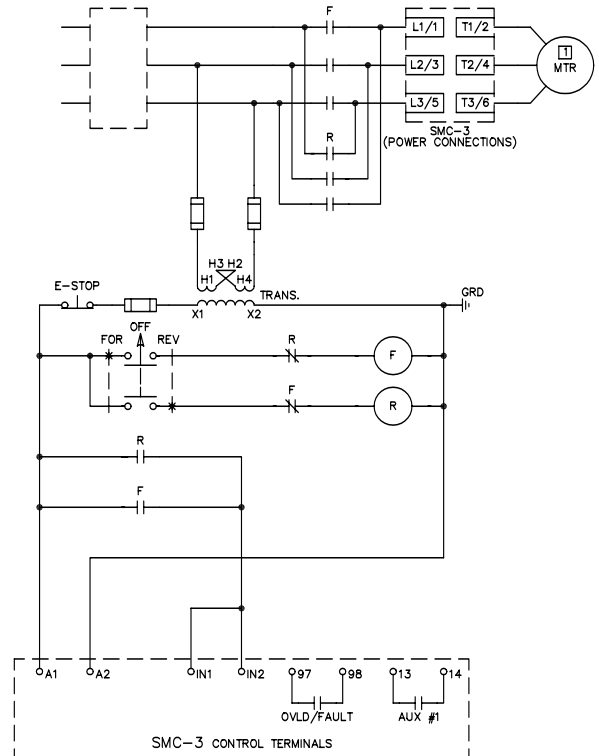 F
L1/1 T1/2
1
MTR
L2/3 T2/4
L3/5 T3/6
SMC-3
(POWER CONNECTIONS)
R
H3 H2
H1 H4
E-STOP
TRANS.
GRD
X1 X2
OFF
FOR REV
R
F
F
R
R
F
A1 A2 IN1 IN2 97 98 13 14
OVLD/FAULT AUX #1
SMC-3 CONTROL TERMINALS